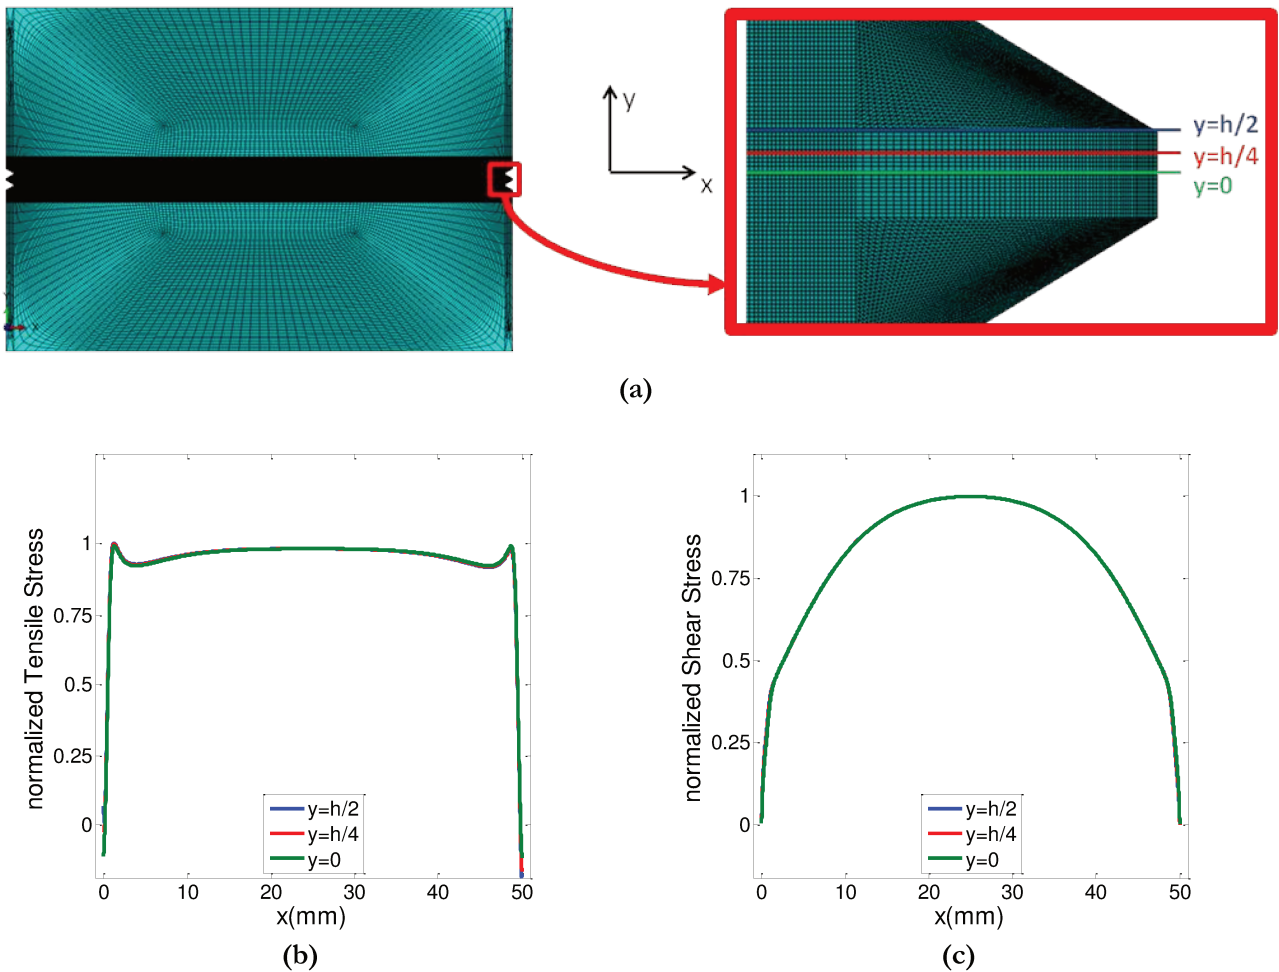 y
x
y=h/2
y=h/4
y=0
x
(a)
normalized Tensile Stress
1
0.75
0.5
0.25
0
y=h/2
y=h/4
y=0
0 10 20 30 40 50
x(mm)
(b)
normalized Shear Stress
1
0.75
0.5
0.25
0
y=h/2
y=h/4
y=0
0 10 20 30 40 50
x(mm)
(c)